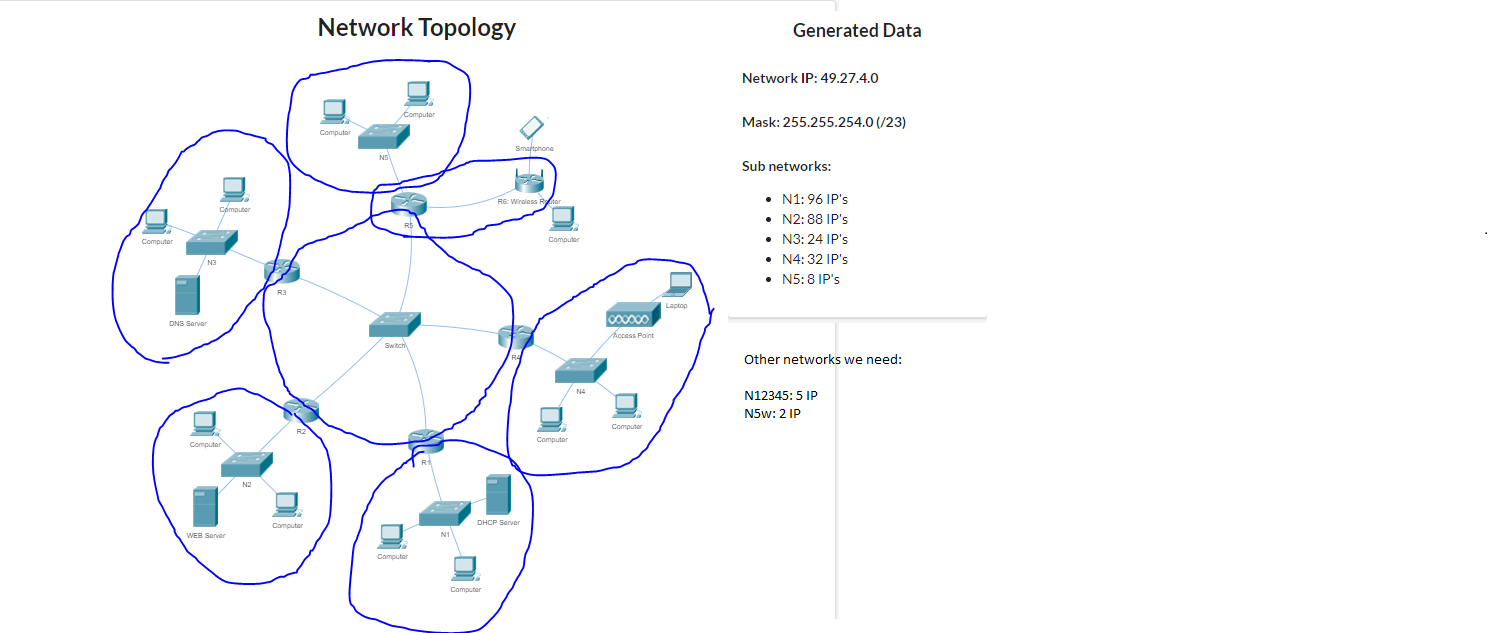 Network Topology
Generated Data
Network IP: 49.27.4.0
Mask: 255.255.254.0 (/23)
Sub networks:
N1: 96 IP's
N2: 88 IP's
N3: 24 IP's
N4: 32 IP's
N5: 8 IP's
Other networks we need:
N12345: 5 IP
N5w: 2 IP
Computer
Computer
N5
Smartphone
R6: Wireless Router
Computer
R5
Computer
Computer
N3
DNS Server
R3
Switch
R4
Laptop
Access Point
N4
Computer
Computer
R2
Computer
N2
WEB Server
Computer
R1
DHCP Server
N1
Computer
Computer